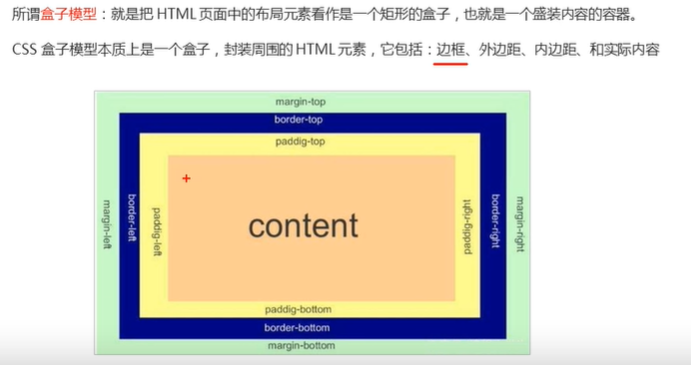 所谓盒子模型：就是把 HTML 页面中的布局元素看作是一个矩形的盒子，也就是一个盛装内容的容器。
CSS 盒子模型本质上是一个盒子，封装周围的 HTML 元素，它包括：边框、外边距、内边距、和实际内容
margin-top
border-top
paddig-top
margin-left
border-left
paddig-left
content
paddig-right
border-right
margin-right
paddig-bottom
border-bottom
margin-bottom